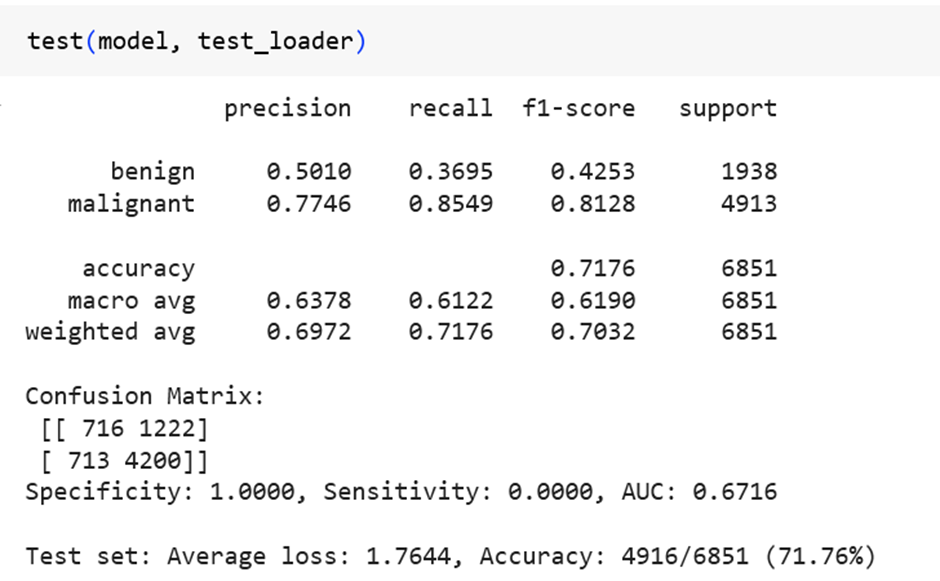 test(model, test_loader)
precision recall f1-score support
benign 0.5010 0.3695 0.4253 1938
malignant 0.7746 0.8549 0.8128 4913
accuracy 0.7176 6851
macro avg 0.6378 0.6122 0.6190 6851
weighted avg 0.6972 0.7176 0.7032 6851
Confusion Matrix:
[[ 716 1222]
[ 713 4200]]
Specificity: 1.0000, Sensitivity: 0.0000, AUC: 0.6716
Test set: Average loss: 1.7644, Accuracy: 4916/6851 (71.76%)